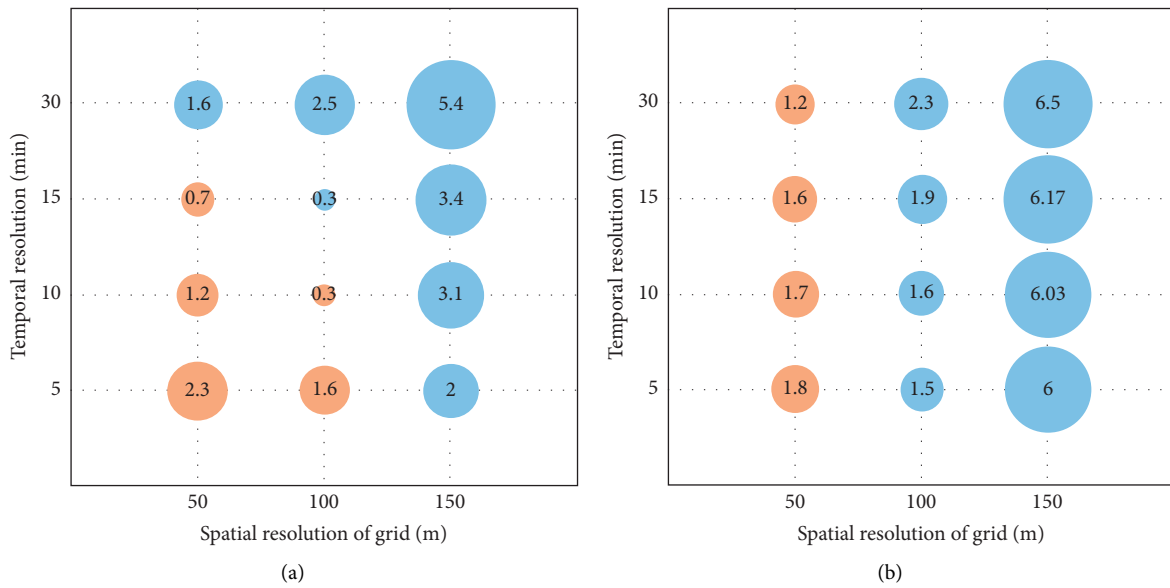 30 1.6 2.5 5.4
15 0.7 0.3 3.4
10 1.2 0.3 3.1
5 2.3 1.6 2
Temporal resolution (min)
50 100 150
Spatial resolution of grid (m)
(a)
30 1.2 2.3 6.5
15 1.6 1.9 6.17
10 1.7 1.6 6.03
5 1.8 1.5 6
Temporal resolution (min)
50 100 150
Spatial resolution of grid (m)
(b)